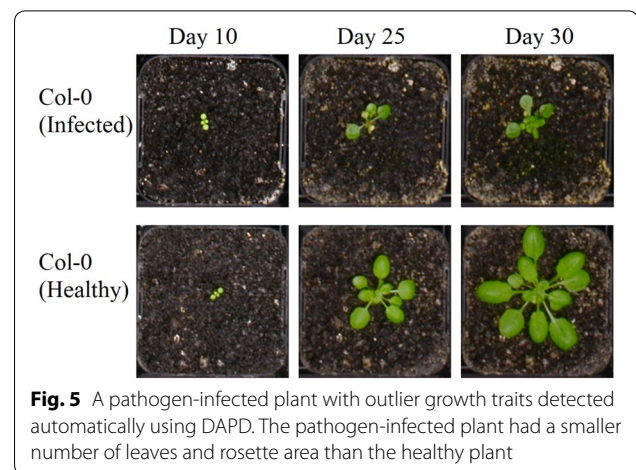 Day 10 Day 25 Day 30
Col-0
(Infected)
Col-0
(Healthy)
Fig. 5 A pathogen-infected plant with outlier growth traits detected
automatically using DAPD. The pathogen-infected plant had a smaller
number of leaves and rosette area than the healthy plant